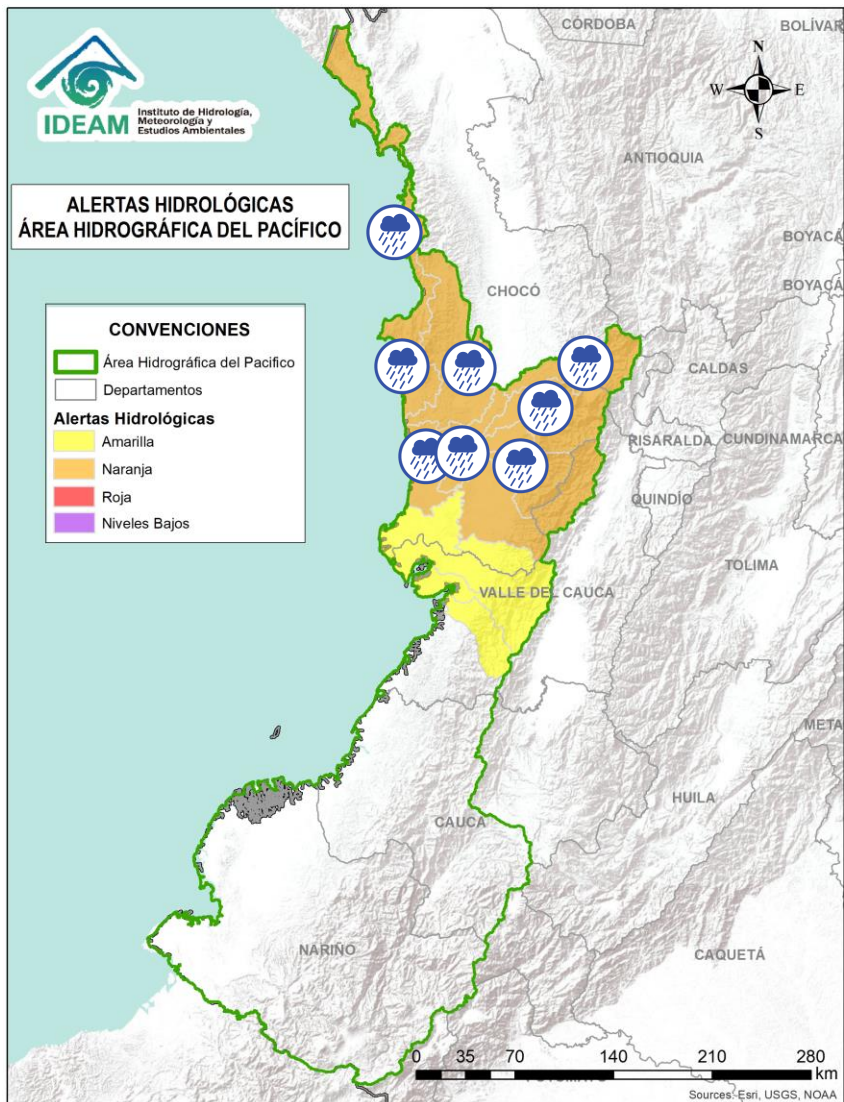 CÓRDOBA
BOLÍVAR
IDEAM
Instituto de Hidrología,
Meteorología y
Estudios Ambientales
N
W
E
S
ANTIOQUIA
ALERTAS HIDROLÓGICAS
ÁREA HIDROGRÁFICA DEL PACÍFICO
BOYACÁ
BOYACÁ
CHOCÓ
CONVENCIONES
Área Hidrográfica del Pacifico
Departamentos
Alertas Hidrológicas
Amarilla
Naranja
Roja
Niveles Bajos
CALDAS
RISARALDA
CUNDINAMARCA
QUINDÍO
TOLIMA
VALLE DEL CAUCA
META
HUILA
CAUCA
NARIÑO
CAQUETÁ
0 35 70 140 210 280
km
Sources: Esri, USGS, NOAA